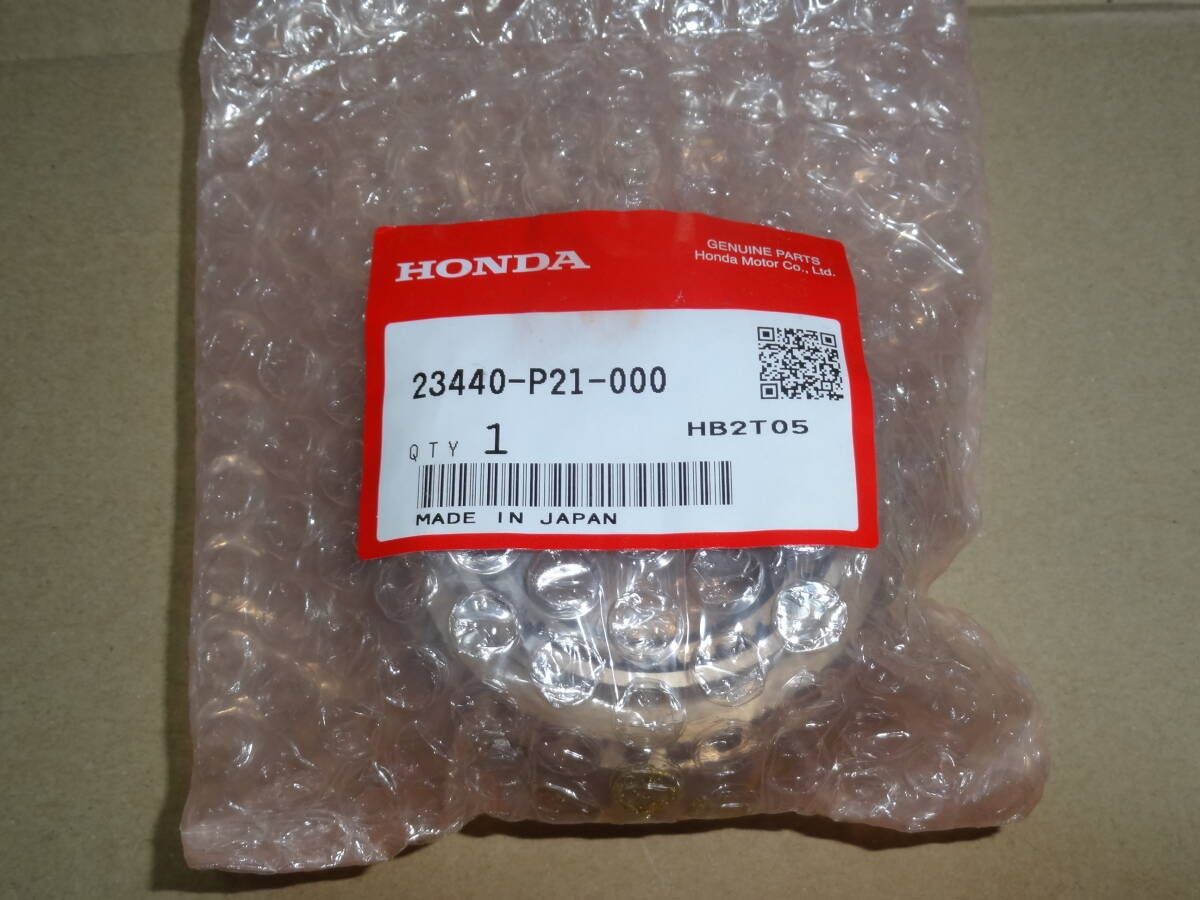 HONDA
GENUINE PARTS
Honda Motor Co., Ltd.
23440-P21-000
HB2T05
QTY 1
MADE IN JAPAN